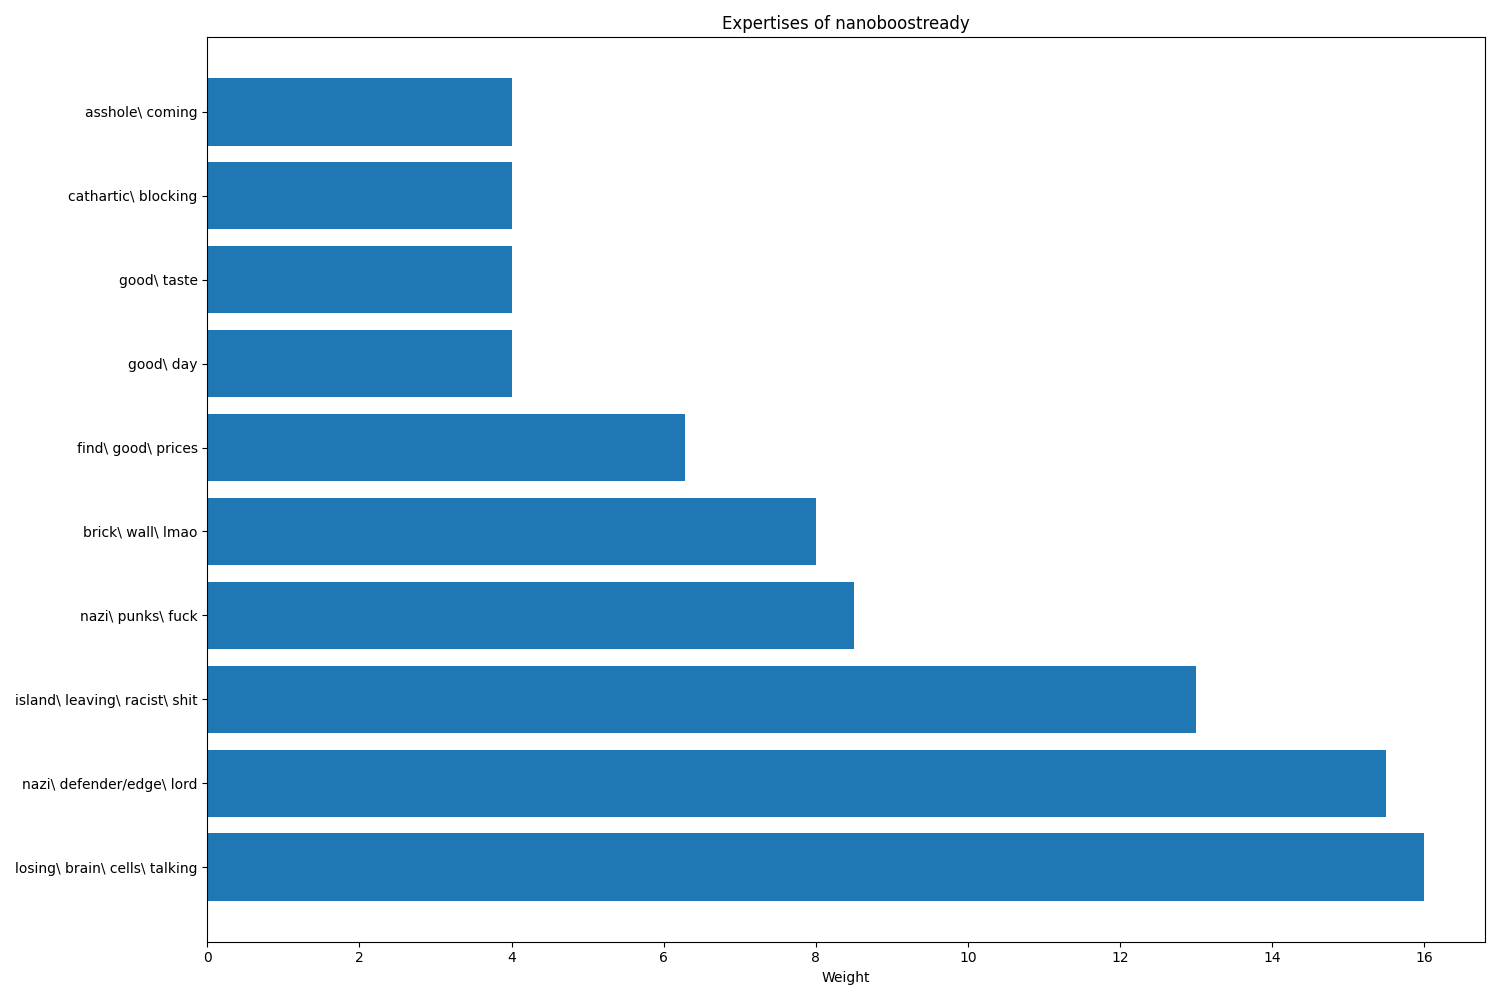 Expertises of nanoboostready
asshole\ coming
cathartic\ blocking
good\ taste
good\ day
find\ good\ prices
brick\ wall\ lmao
nazi\ punks\ fuck
island\ leaving\ racist\ shit
nazi\ defender/edge\ lord
losing\ brain\ cells\ talking
0 2 4 6 8 10 12 14 16
Weight